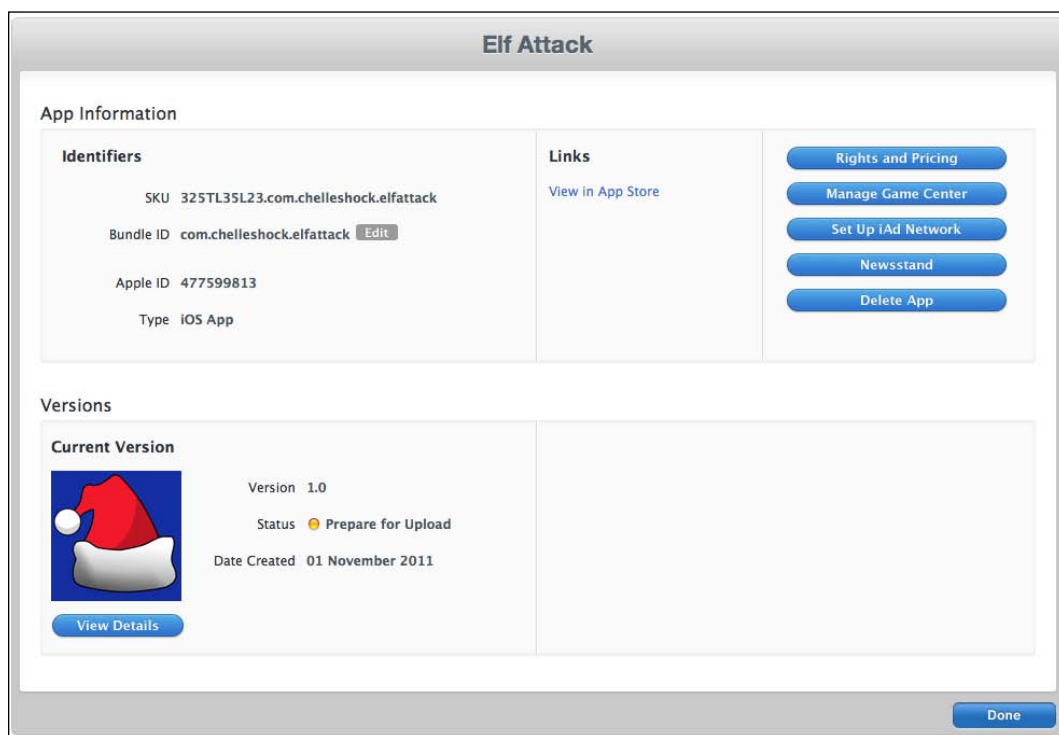 Elf Attack
App Information
Identifiers
SKU 325TL35L23.com.chelleshock.elfattack
Bundle ID com.chelleshock.elfattack Edit
Apple ID 477599813
Type iOS App
Links
View in App Store
Rights and Pricing
Manage Game Center
Set Up iAd Network
Newsstand
Delete App
Versions
Current Version
Version 1.0
Status Prepare for Upload
Date Created 01 November 2011
View Details
Done